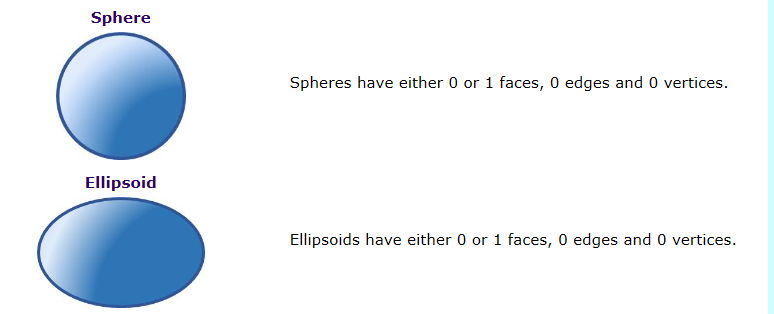 Sphere
Spheres have either 0 or 1 faces, 0 edges and 0 vertices.
Ellipsoid
Ellipsoids have either 0 or 1 faces, 0 edges and 0 vertices.